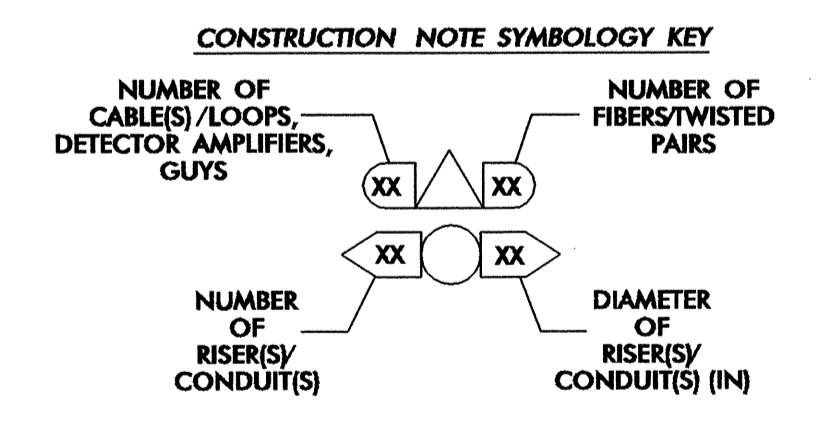 CONSTRUCTION NOTE SYMBOLOGY KEY
NUMBER OF
CABLE(S)/LOOPS,
DETECTOR AMPLIFIERS,
GUYS
NUMBER OF
FIBERS/TWISTED
PAIRS
XX
XX
XX
XX
NUMBER
OF
RISER(S)/
CONDUIT(S)
DIAMETER
OF
RISER(S)/
CONDUIT(S) (IN)